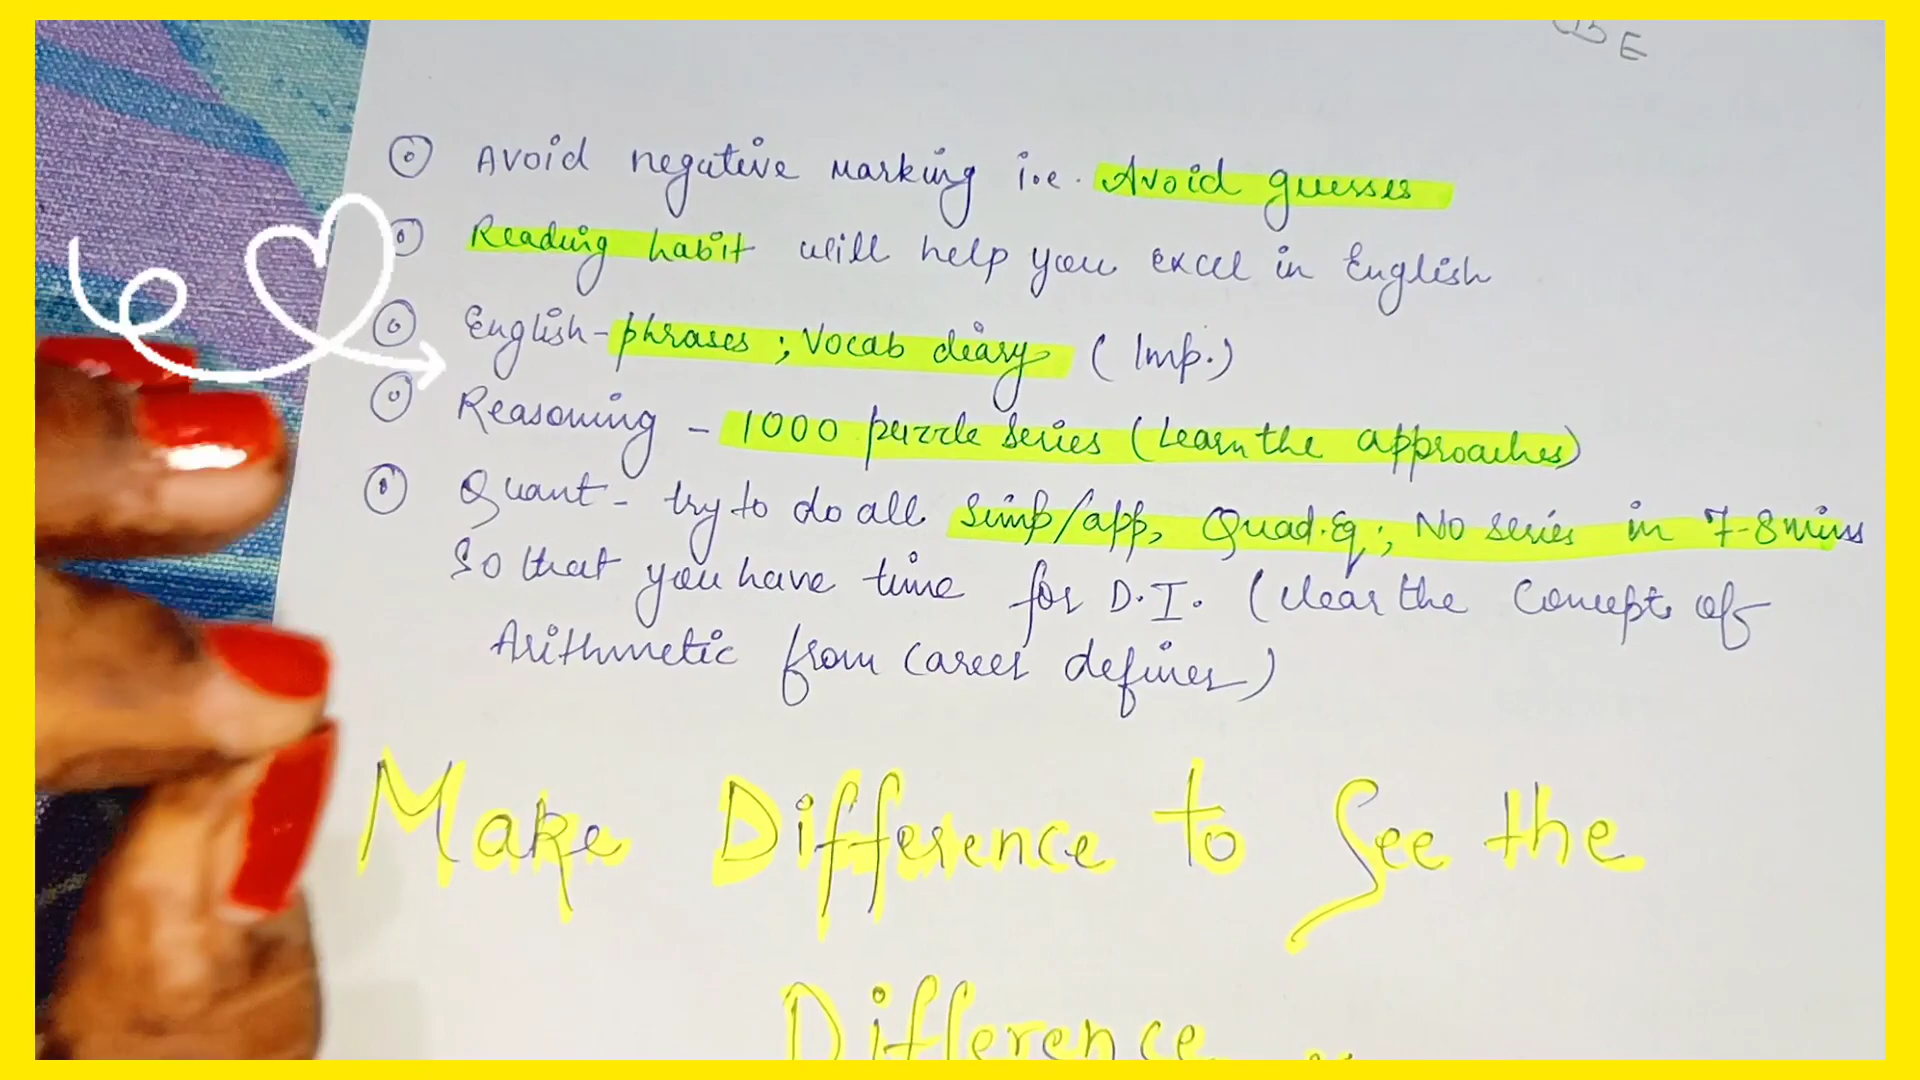 Avoid negative marking i.e. Avoid guesses
Reading habit will help you excel in English
English - phrases ; Vocab diary (Imp.)
Reasoning - 1000 puzzle series (Learn the approaches)
Quant - try to do all Simp/app, Quad.Eq; No series in 7-8 mins
So that you have time for D.I. (clear the concepts of
Arithmetic from career definer)
Make Difference to See the
Difference